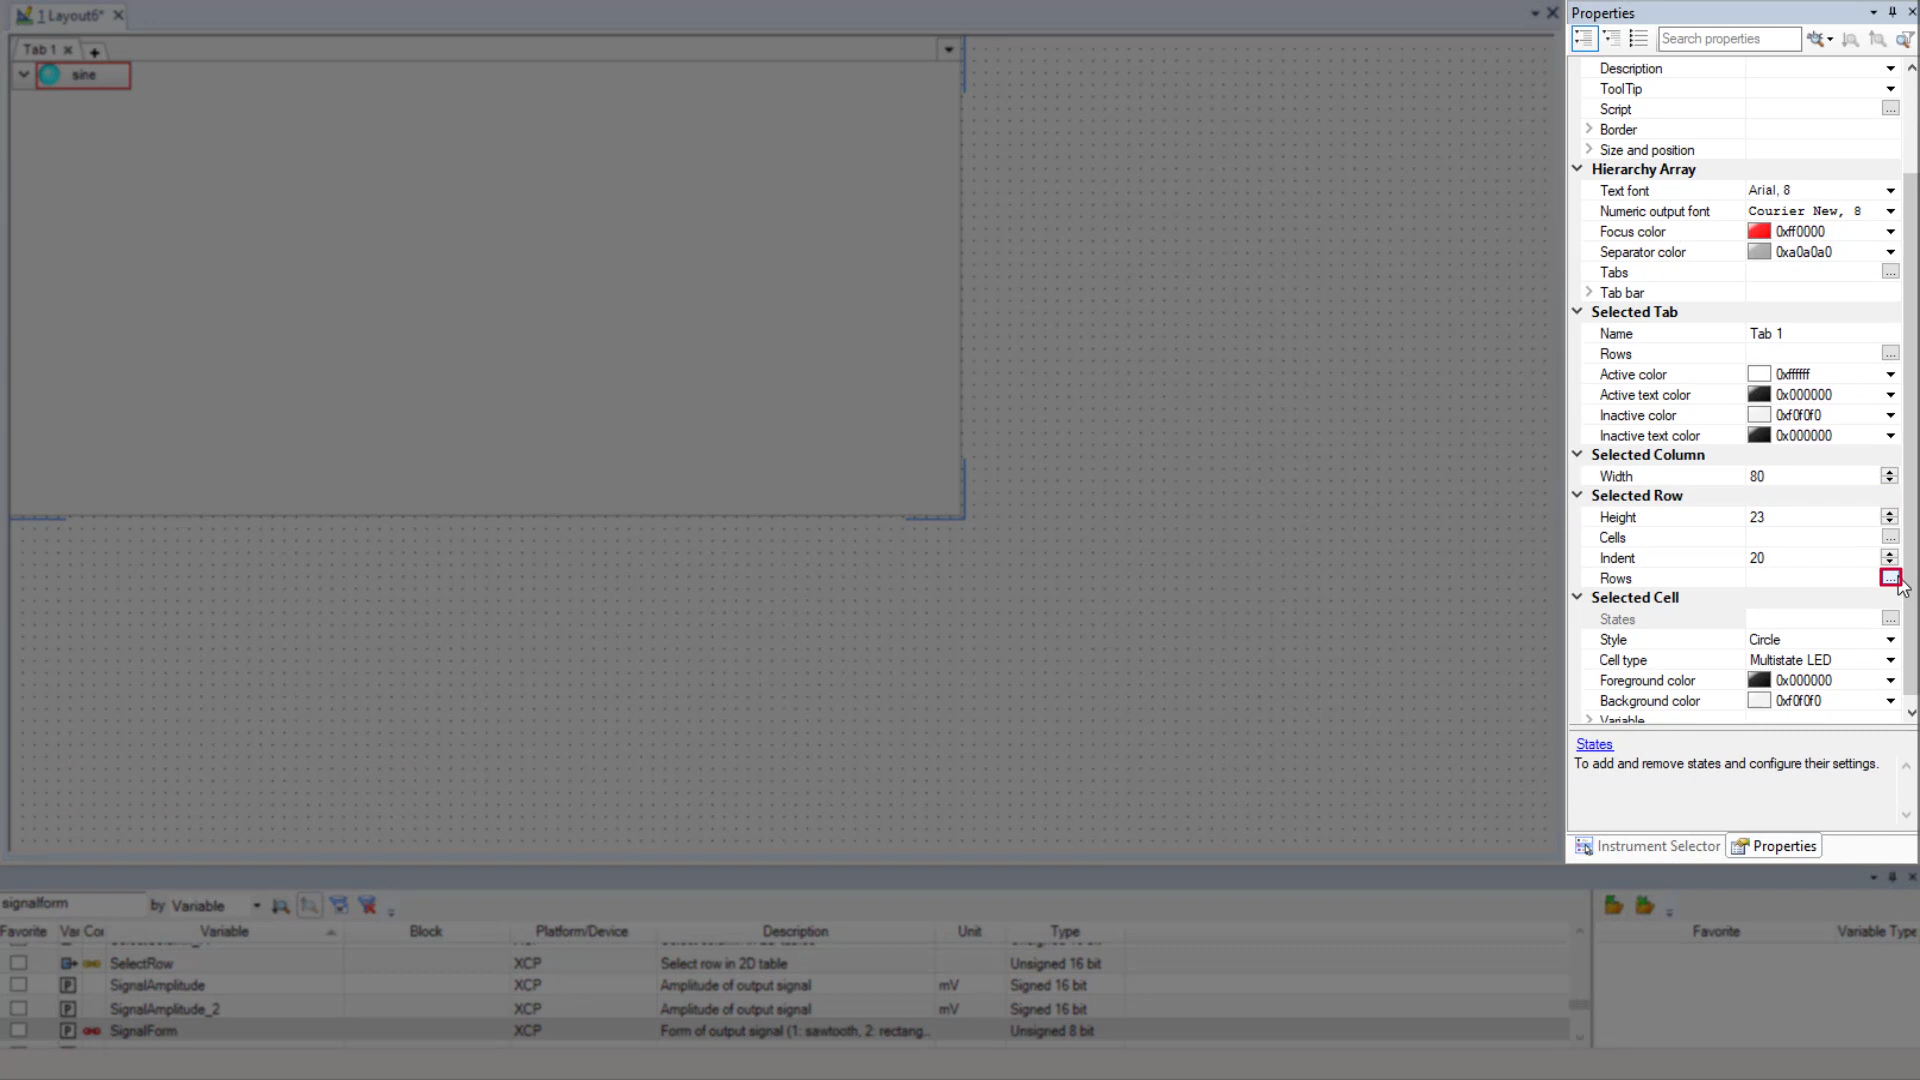 1 Layout6*
Tab 1
sine
Properties
Search properties
Description
ToolTip
Script
...
Border
Size and position
Hierarchy Array
Text font Arial, 8
Numeric output font Courier New, 8
Focus color 0xff0000
Separator color 0xa0a0a0
Tabs ...
Tab bar
Selected Tab
Name Tab 1
Rows ...
Active color 0xffffff
Active text color 0x000000
Inactive color 0xf0f0f0
Inactive text color 0x000000
Selected Column
Width 80
Selected Row
Height 23
Cells ...
Indent 20
Rows ...
Selected Cell
States ...
Style Circle
Cell type Multistate LED
Foreground color 0x000000
Background color 0xf0f0f0
Variable
States
To add and remove states and configure their settings.
Instrument Selector Properties
signalform by Variable
Favorite Var Cor Variable Block Platform/Device Description Unit Type Favorite Variable Type
SelectRow XCP Select row in 2D table Unsigned 16 bit
P SignalAmplitude XCP Amplitude of output signal mV Signed 16 bit
P SignalAmplitude_2 XCP Amplitude of output signal mV Signed 16 bit
P SignalForm XCP Form of output signal (1: sawtooth, 2: rectang... Unsigned 8 bit